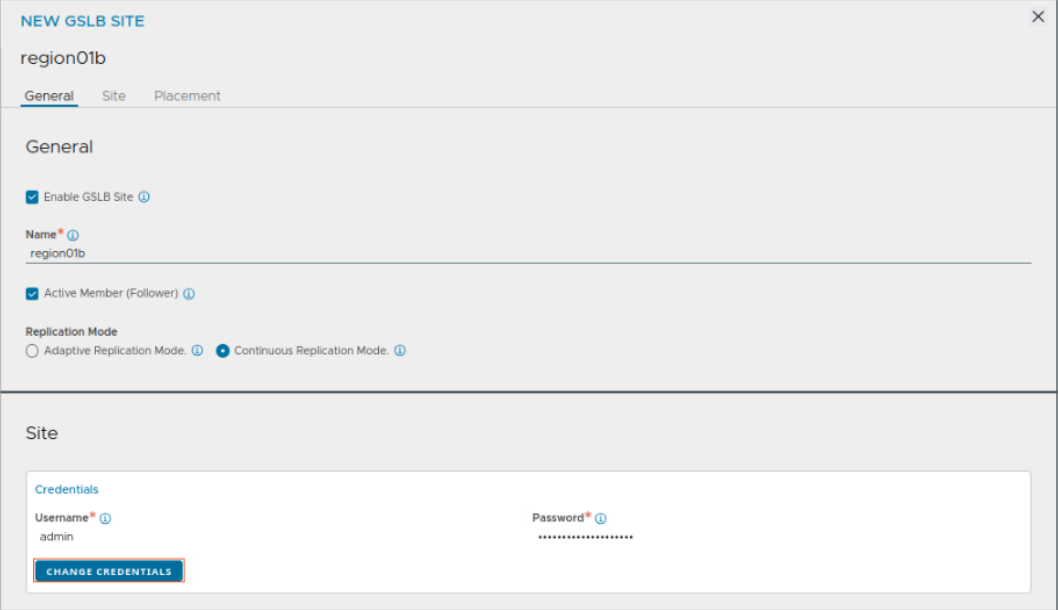 NEW GSLB SITE
region01b
General Site Placement
General
Enable GSLB Site
Name*
region01b
Active Member (Follower)
Replication Mode
Adaptive Replication Mode. Continuous Replication Mode.
Site
Credentials
Username* Password*
admin ••••••••••••••••••••
CHANGE CREDENTIALS